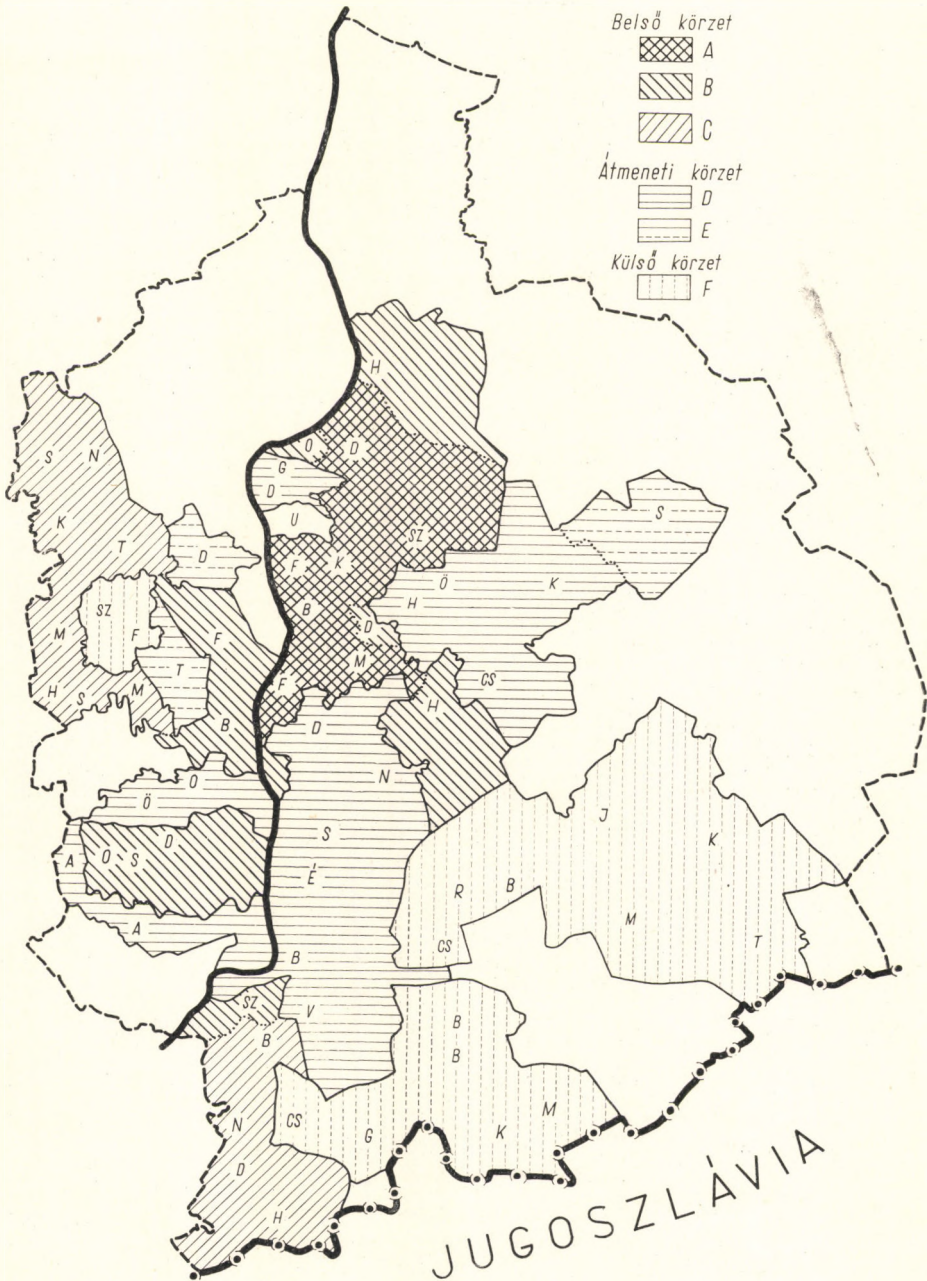 Belső körzet
A
B
C
Átmeneti körzet
D
E
Külső körzet
F
H
O D
G
D
S N
U
S
K
SZ
T
D
F K
Ö K
H
SZ
B
M F
F
D
T
M
H S M
F
CS
H
B
D
O
N
Ö
J
S
K
D
A O S
É
B
R
M
A
CS
T
B
SZ
V
B
B
B
N
CS
M
G
K
D
H
JUGOSZLÁVIA